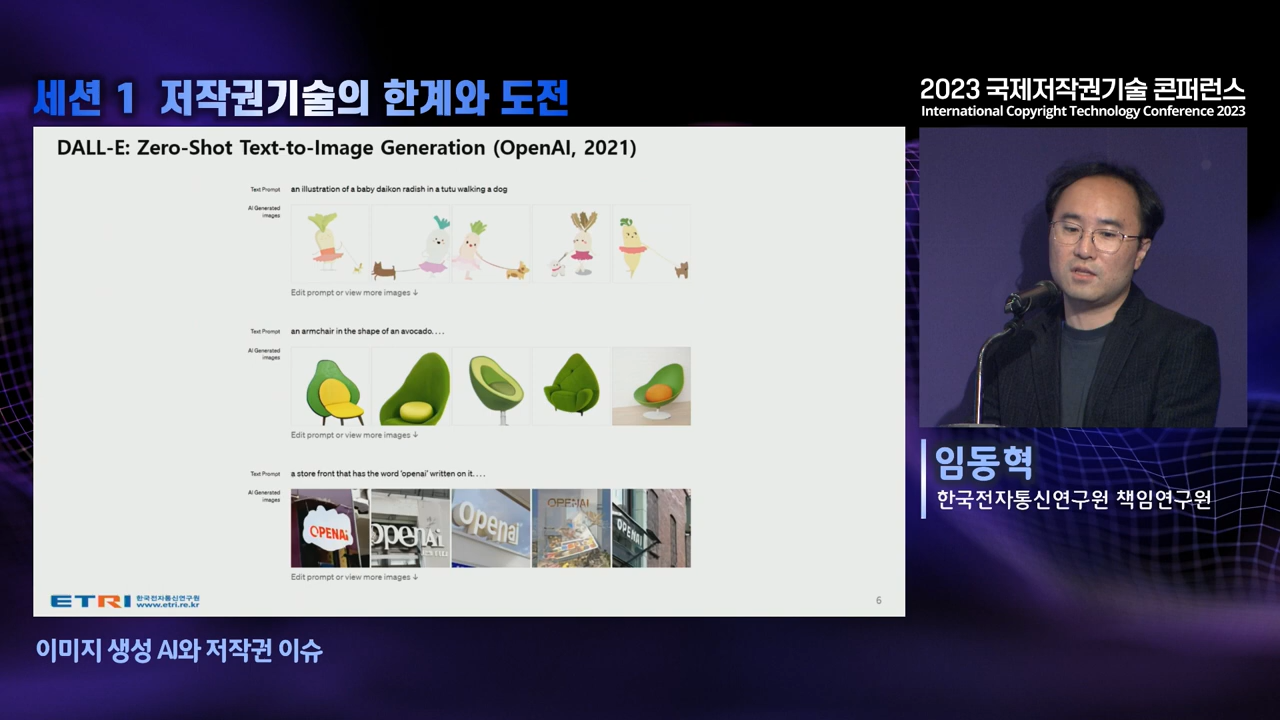 세션 1 저작권기술의 한계와 도전
2023 국제저작권기술 콘퍼런스
International Copyright Technology Conference 2023
DALL-E: Zero-Shot Text-to-Image Generation (OpenAI, 2021)
Text Prompt
an illustration of a baby daikon radish in a tutu walking a dog
AI Generated
images
Edit prompt or view more images ↓
Text Prompt
an armchair in the shape of an avocado. . . .
AI Generated
images
Edit prompt or view more images ↓
Text Prompt
a store front that has the word 'openai' written on it. . . .
AI Generated
images
OPENAi
openAi
openai
OPENAI
OPENAI
Edit prompt or view more images ↓
ETRI 한국전자통신연구원
www.etri.re.kr
6
임동혁
한국전자통신연구원 책임연구원
이미지 생성 AI와 저작권 이슈